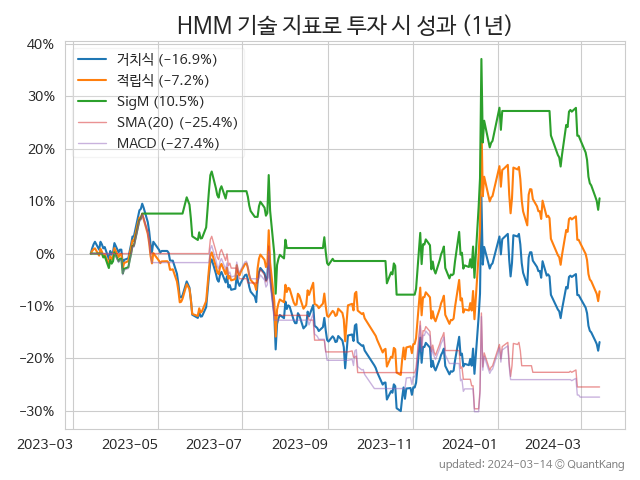 HMM 기술 지표로 투자 시 성과 (1년)
40%
30%
20%
10%
0%
−10%
−20%
−30%
거치식 (−16.9%)
적립식 (−7.2%)
SigM (10.5%)
SMA(20) (−25.4%)
MACD (−27.4%)
2023-03 2023-05 2023-07 2023-09 2023-11 2024-01 2024-03
updated: 2024-03-14 © QuantKang